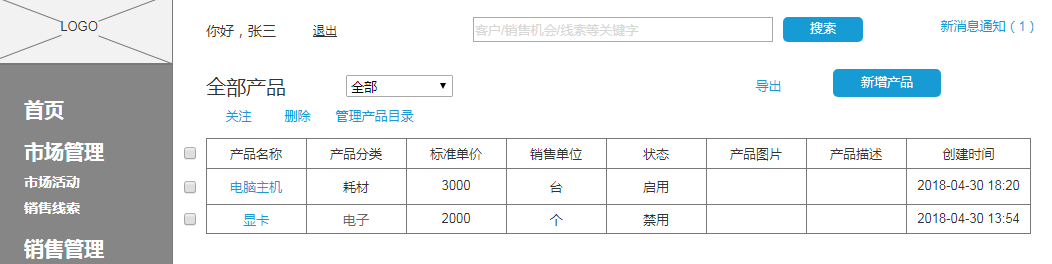 LOGO
你好，张三 退出 客户/销售机会/线索等关键字 搜索 新消息通知（1）
全部产品 全部 导出 新增产品
关注 删除 管理产品目录
首页
市场管理
市场活动
销售线索
销售管理
产品名称 产品分类 标准单价 销售单位 状态 产品图片 产品描述 创建时间
电脑主机 耗材 3000 台 启用 2018-04-30 18:20
显卡 电子 2000 个 禁用 2018-04-30 13:54